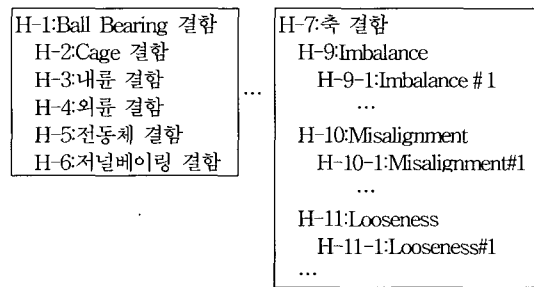 H-1:Ball Bearing 결함
H-2:Cage 결함
H-3:내륜 결함
H-4:외륜 결함
H-5:전동체 결함
H-6:저널베이링 결함
…
H-7:축 결함
H-9:Imbalance
H-9-1:Imbalance #1
…
H-10:Misalignment
H-10-1:Misalignment#1
…
H-11:Looseness
H-11-1:Looseness#1
…